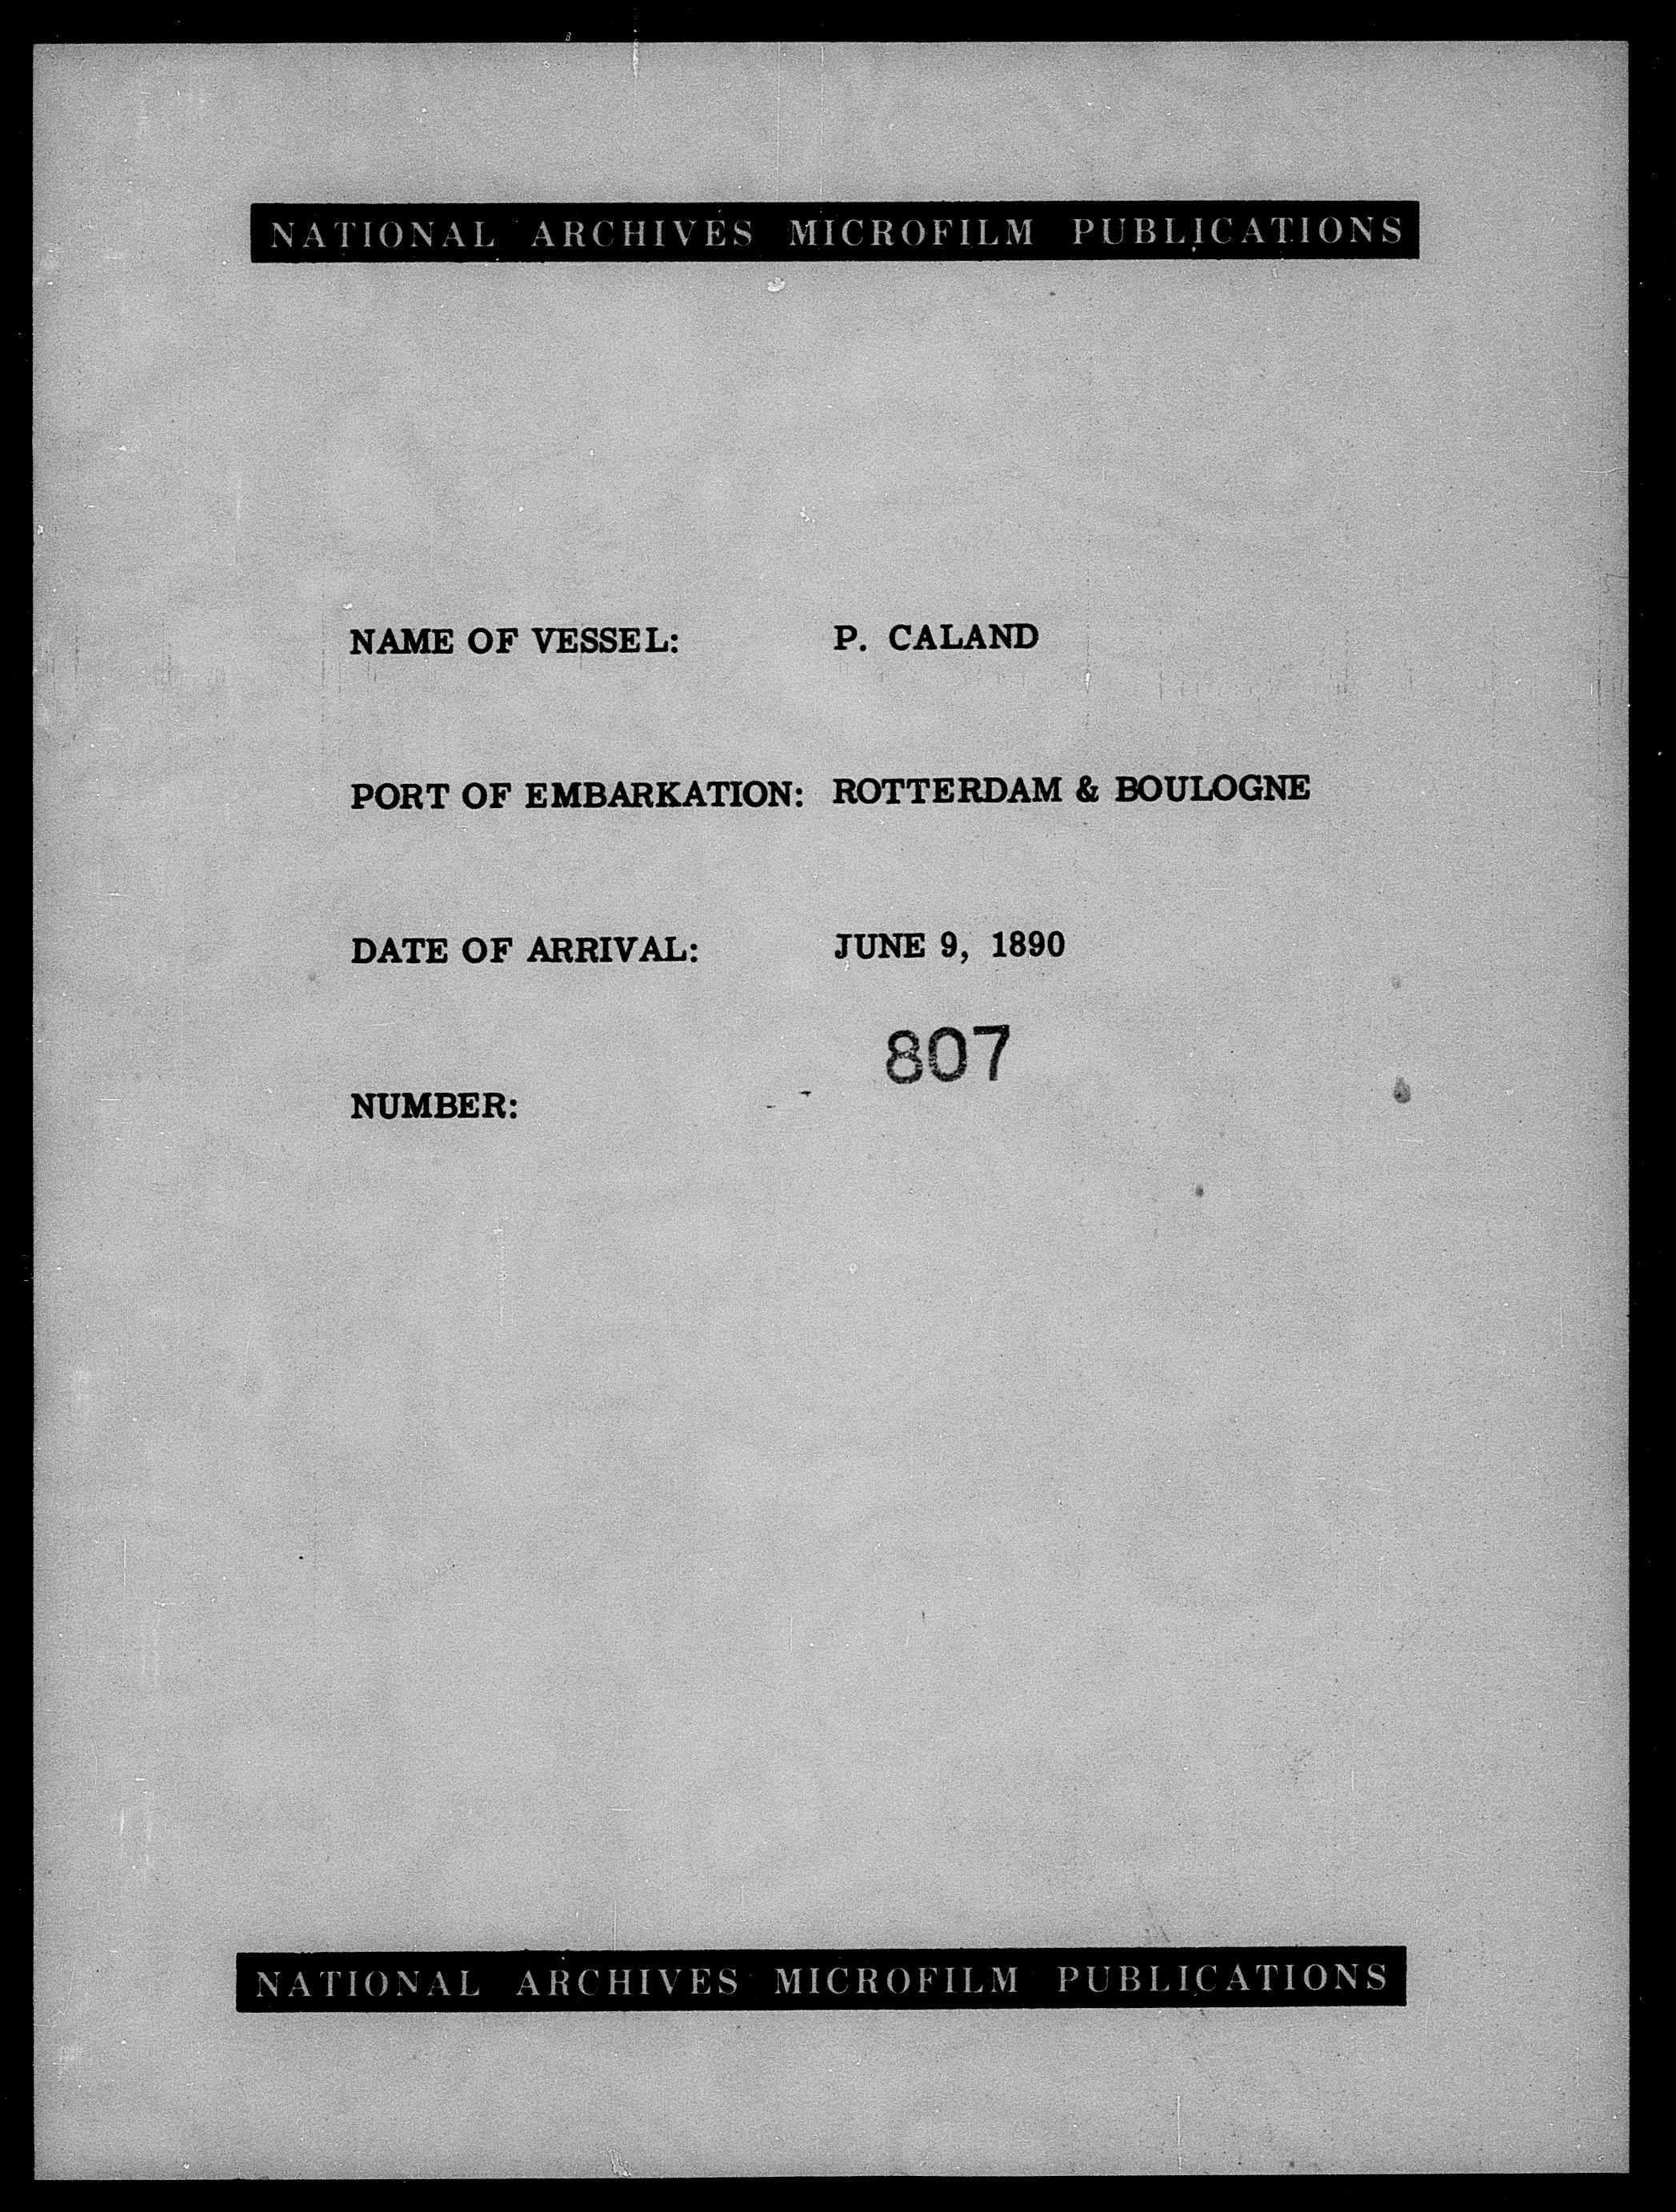 NATIONAL ARCHIVES MICROFILM PUBLICATIONS
NAME OF VESSEL: P. CALAND
PORT OF EMBARKATION: ROTTERDAM & BOULOGNE
DATE OF ARRIVAL: JUNE 9, 1890
NUMBER: 807
NATIONAL ARCHIVES MICROFILM PUBLICATIONS